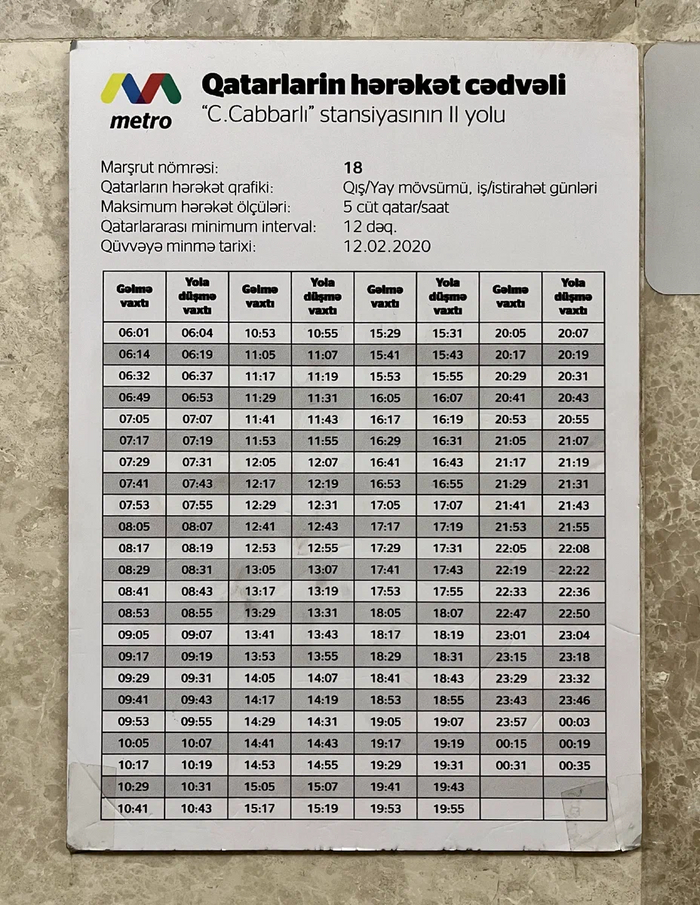 metro
Qatarların hərəkət cədvəli
“C.Cabbarlı” stansiyasının II yolu
Marşrut nömrəsi: 18
Qatarların hərəkət qrafiki: Qış/Yay mövsümü, iş/istirahət günləri
Maksimum hərəkət ölçüləri: 5 cüt qatar/saat
Qatarlararası minimum interval: 12 dəq.
Qüvvəyə minmə tarixi: 12.02.2020
Gəlmə vaxtı Yola düşmə vaxtı Gəlmə vaxtı Yola düşmə vaxtı Gəlmə vaxtı Yola düşmə vaxtı Gəlmə vaxtı Yola düşmə vaxtı
06:01 06:04 10:53 10:55 15:29 15:31 20:05 20:07
06:14 06:19 11:05 11:07 15:41 15:43 20:17 20:19
06:32 06:37 11:17 11:19 15:53 15:55 20:29 20:31
06:49 06:53 11:29 11:31 16:05 16:07 20:41 20:43
07:05 07:07 11:41 11:43 16:17 16:19 20:53 20:55
07:17 07:19 11:53 11:55 16:29 16:31 21:05 21:07
07:29 07:31 12:05 12:07 16:41 16:43 21:17 21:19
07:41 07:43 12:17 12:19 16:53 16:55 21:29 21:31
07:53 07:55 12:29 12:31 17:05 17:07 21:41 21:43
08:05 08:07 12:41 12:43 17:17 17:19 21:53 21:55
08:17 08:19 12:53 12:55 17:29 17:31 22:05 22:08
08:29 08:31 13:05 13:07 17:41 17:43 22:19 22:22
08:41 08:43 13:17 13:19 17:53 17:55 22:33 22:36
08:53 08:55 13:29 13:31 18:05 18:07 22:47 22:50
09:05 09:07 13:41 13:43 18:17 18:19 23:01 23:04
09:17 09:19 13:53 13:55 18:29 18:31 23:15 23:18
09:29 09:31 14:05 14:07 18:41 18:43 23:29 23:32
09:41 09:43 14:17 14:19 18:53 18:55 23:43 23:46
09:53 09:55 14:29 14:31 19:05 19:07 23:57 00:03
10:05 10:07 14:41 14:43 19:17 19:19 00:15 00:19
10:17 10:19 14:53 14:55 19:29 19:31 00:31 00:35
10:29 10:31 15:05 15:07 19:41 19:43
10:41 10:43 15:17 15:19 19:53 19:55